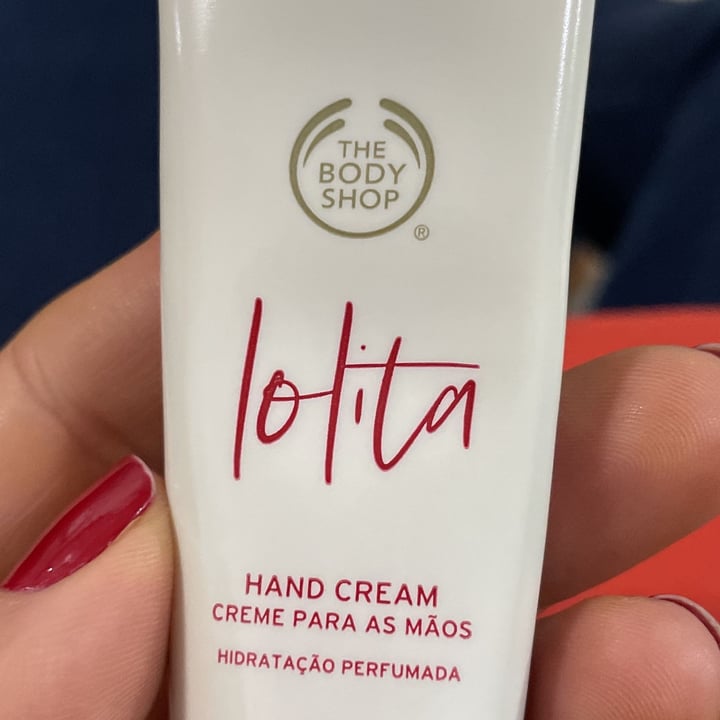 THE
BODY
SHOP
®
lolita
HAND CREAM
CREME PARA AS MÃOS
HIDRATAÇÃO PERFUMADA